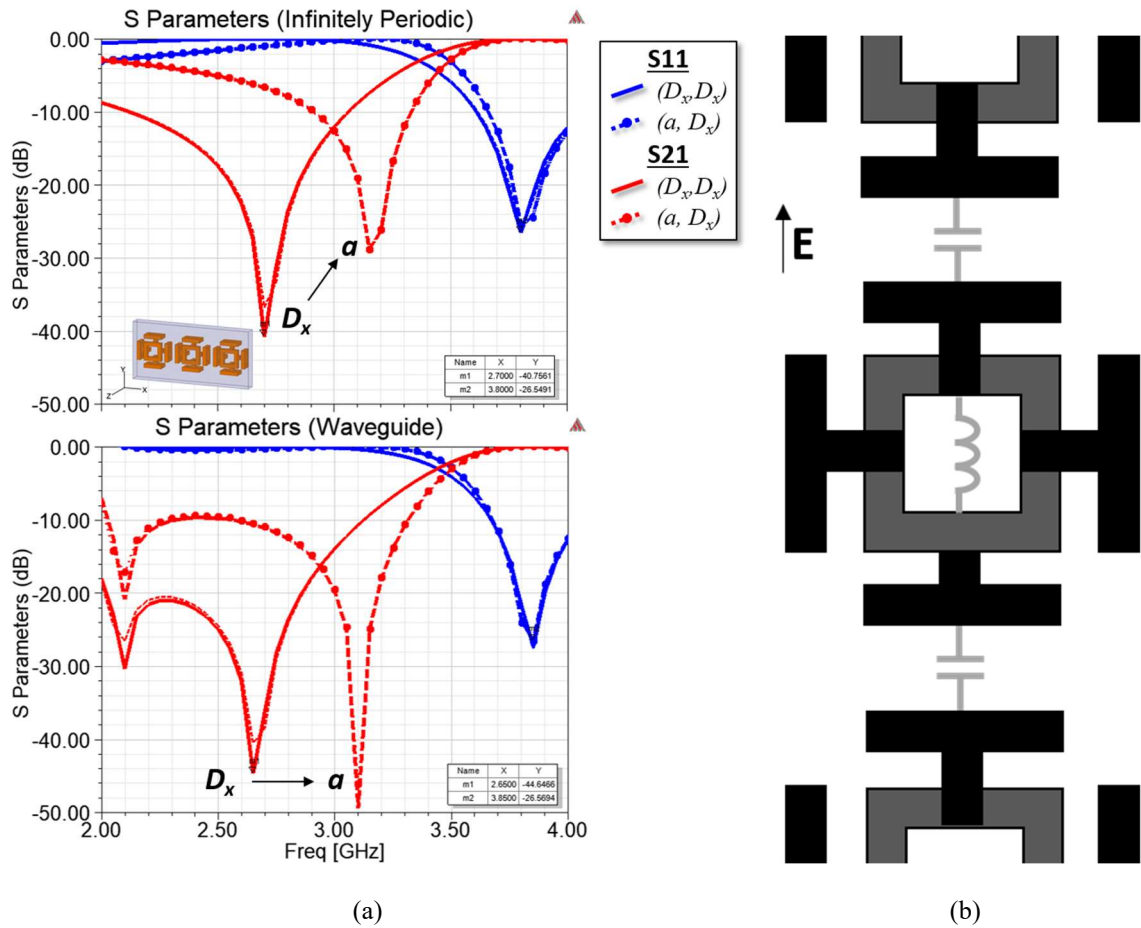 S Parameters (Infinitely Periodic)
0.00
-10.00
-20.00
-30.00
-40.00
-50.00
S Parameters (dB)
a
Dx
Y
Z
X
Name X Y
m1 2.7000 -40.7561
m2 3.8000 -26.5491
S11
(Dx,Dx)
(a, Dx)
S21
(Dx,Dx)
(a, Dx)
S Parameters (Waveguide)
0.00
-10.00
-20.00
-30.00
-40.00
-50.00
S Parameters (dB)
Dx
a
Name X Y
m1 2.6500 -44.6466
m2 3.8500 -26.5694
2.00 2.50 3.00 3.50 4.00
Freq [GHz]
E
(a)
(b)